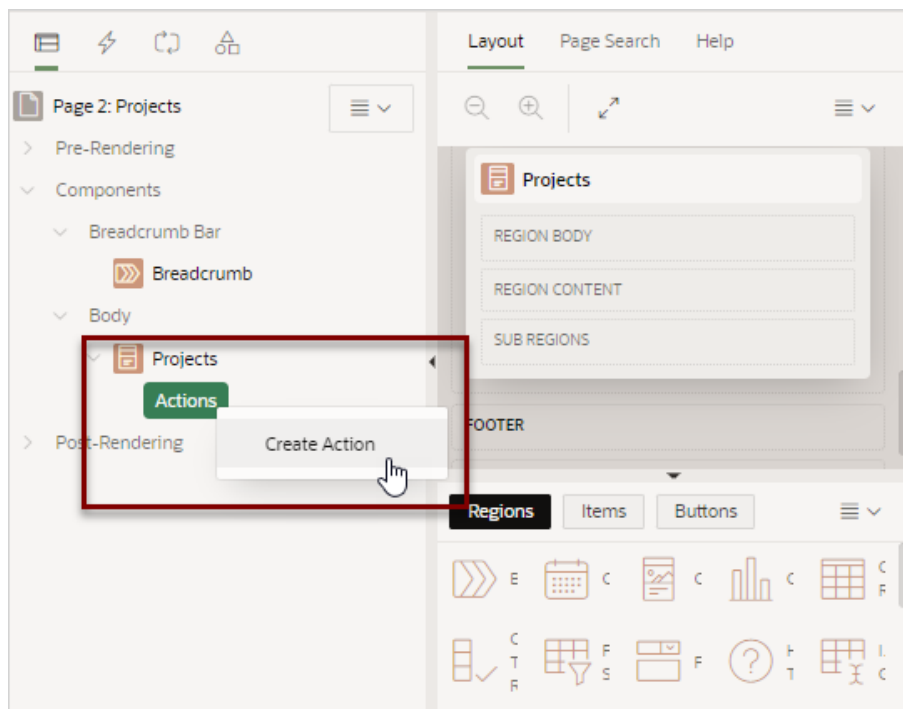 Layout Page Search Help
Page 2: Projects
Pre-Rendering
Components
Breadcrumb Bar
Breadcrumb
Body
Projects
Actions
Create Action
Post-Rendering
Projects
REGION BODY
REGION CONTENT
SUB REGIONS
FOOTER
Regions Items Buttons
C
C
C
C
R
C
T
R
F
S
F